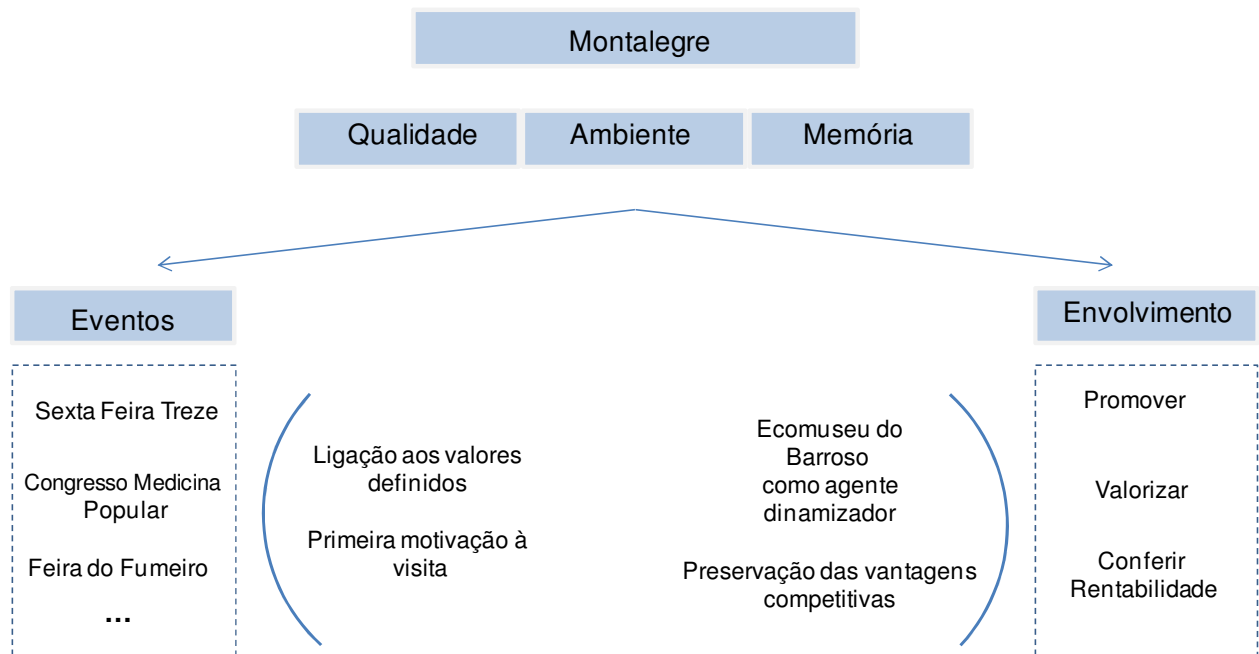 Montalegre
Qualidade
Ambiente
Memória
Eventos
Sexta Feira Treze
Congresso Medicina
Popular
Feira do Fumeiro
...
Ligação aos valores
definidos
Primeira motivação à
visita
Ecomuseu do
Barroso
como agente
dinamizador
Preservação das vantagens
competitivas
Envolvimento
Promover
Valorizar
Conferir
Rentabilidade